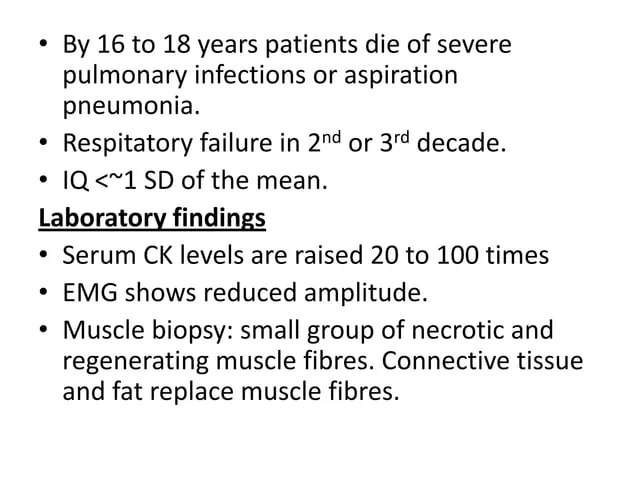 • By 16 to 18 years patients die of severe
pulmonary infections or aspiration
pneumonia.
• Respitatory failure in 2nd or 3rd decade.
• IQ <~1 SD of the mean.
Laboratory findings
• Serum CK levels are raised 20 to 100 times
• EMG shows reduced amplitude.
• Muscle biopsy: small group of necrotic and
regenerating muscle fibres. Connective tissue
and fat replace muscle fibres.